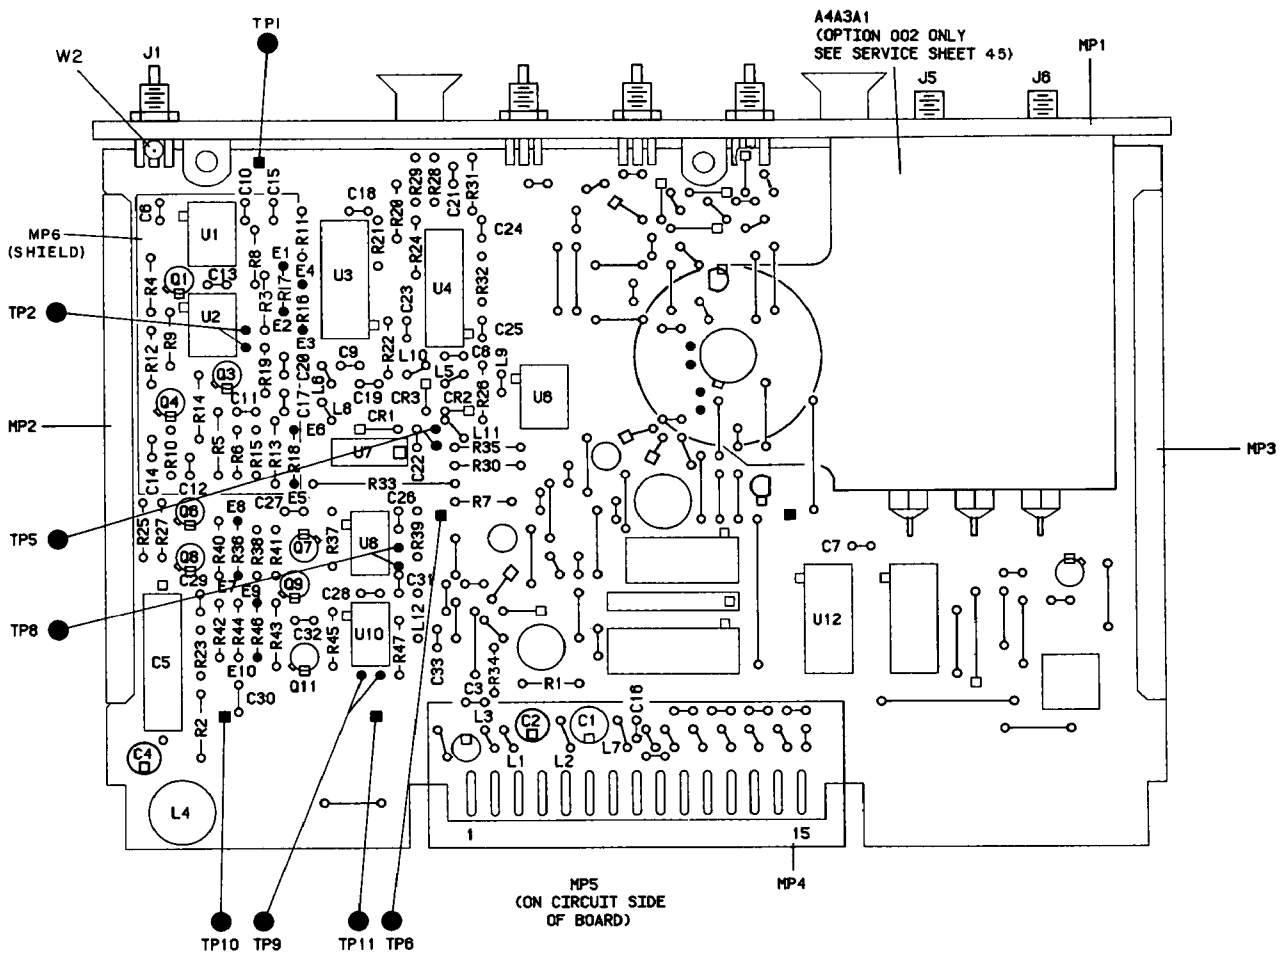 TP1
A4A3A1
(OPTION 002 ONLY
SEE SERVICE SHEET 45)
W2
J1
MP1
J5
J6
C10
C15
C18
R29
R28
C21
R31
R20
C6
U1
R11
R21
R24
C24
MP6
(SHIELD)
R8
E1
E4
U3
U4
R32
R4
Q1
C13
R3
R17
R16
C23
TP2
U2
E2
E3
C25
R9
R12
R19
C20
C9
R22
L10
C8
L9
Q3
L6
L5
C19
CR3
R26
U6
Q4
R14
C11
C17
L8
CR2
MP2
E6
CR1
L11
R10
R5
R6
R15
R13
R18
U7
C22
R35
R30
MP3
C14
C12
C27
E5
R33
R7
Q6
E8
C26
R25
R27
R40
R36
R38
R41
Q7
R37
U8
R39
TP5
C7
Q8
C29
E7
E9
Q9
C31
C28
L12
TP8
R42
R44
R46
R43
C32
R45
U10
R47
U12
C5
R23
E10
Q11
C33
R34
R1
C30
C3
R2
L3
C2
C1
C16
C4
L1
L2
L7
L4
1
15
MP5
(ON CIRCUIT SIDE
OF BOARD)
MP4
TP10
TP9
TP11
TP6